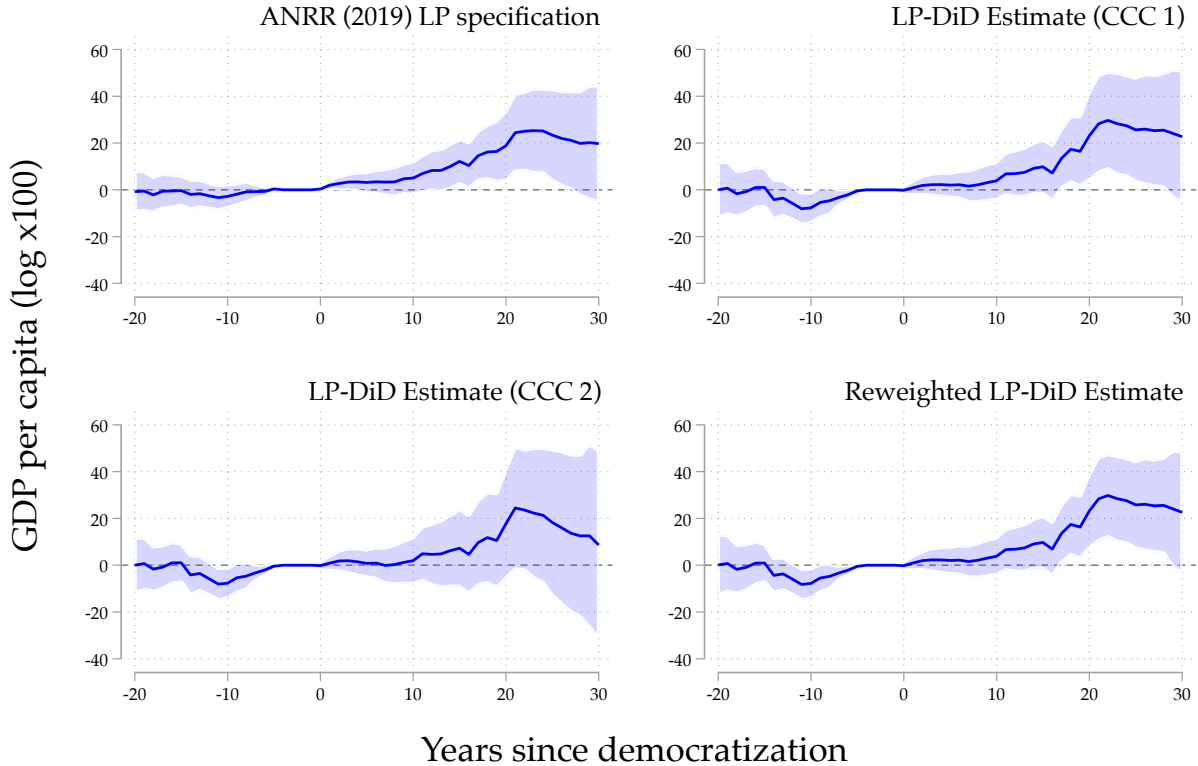 ANRR (2019) LP specification
60
40
20
0
-20
-40
-20 -10 0 10 20 30
LP-DiD Estimate (CCC 1)
60
40
20
0
-20
-40
-20 -10 0 10 20 30
LP-DiD Estimate (CCC 2)
60
40
20
0
-20
-40
-20 -10 0 10 20 30
Reweighted LP-DiD Estimate
60
40
20
0
-20
-40
-20 -10 0 10 20 30
GDP per capita (log x100)
Years since democratization